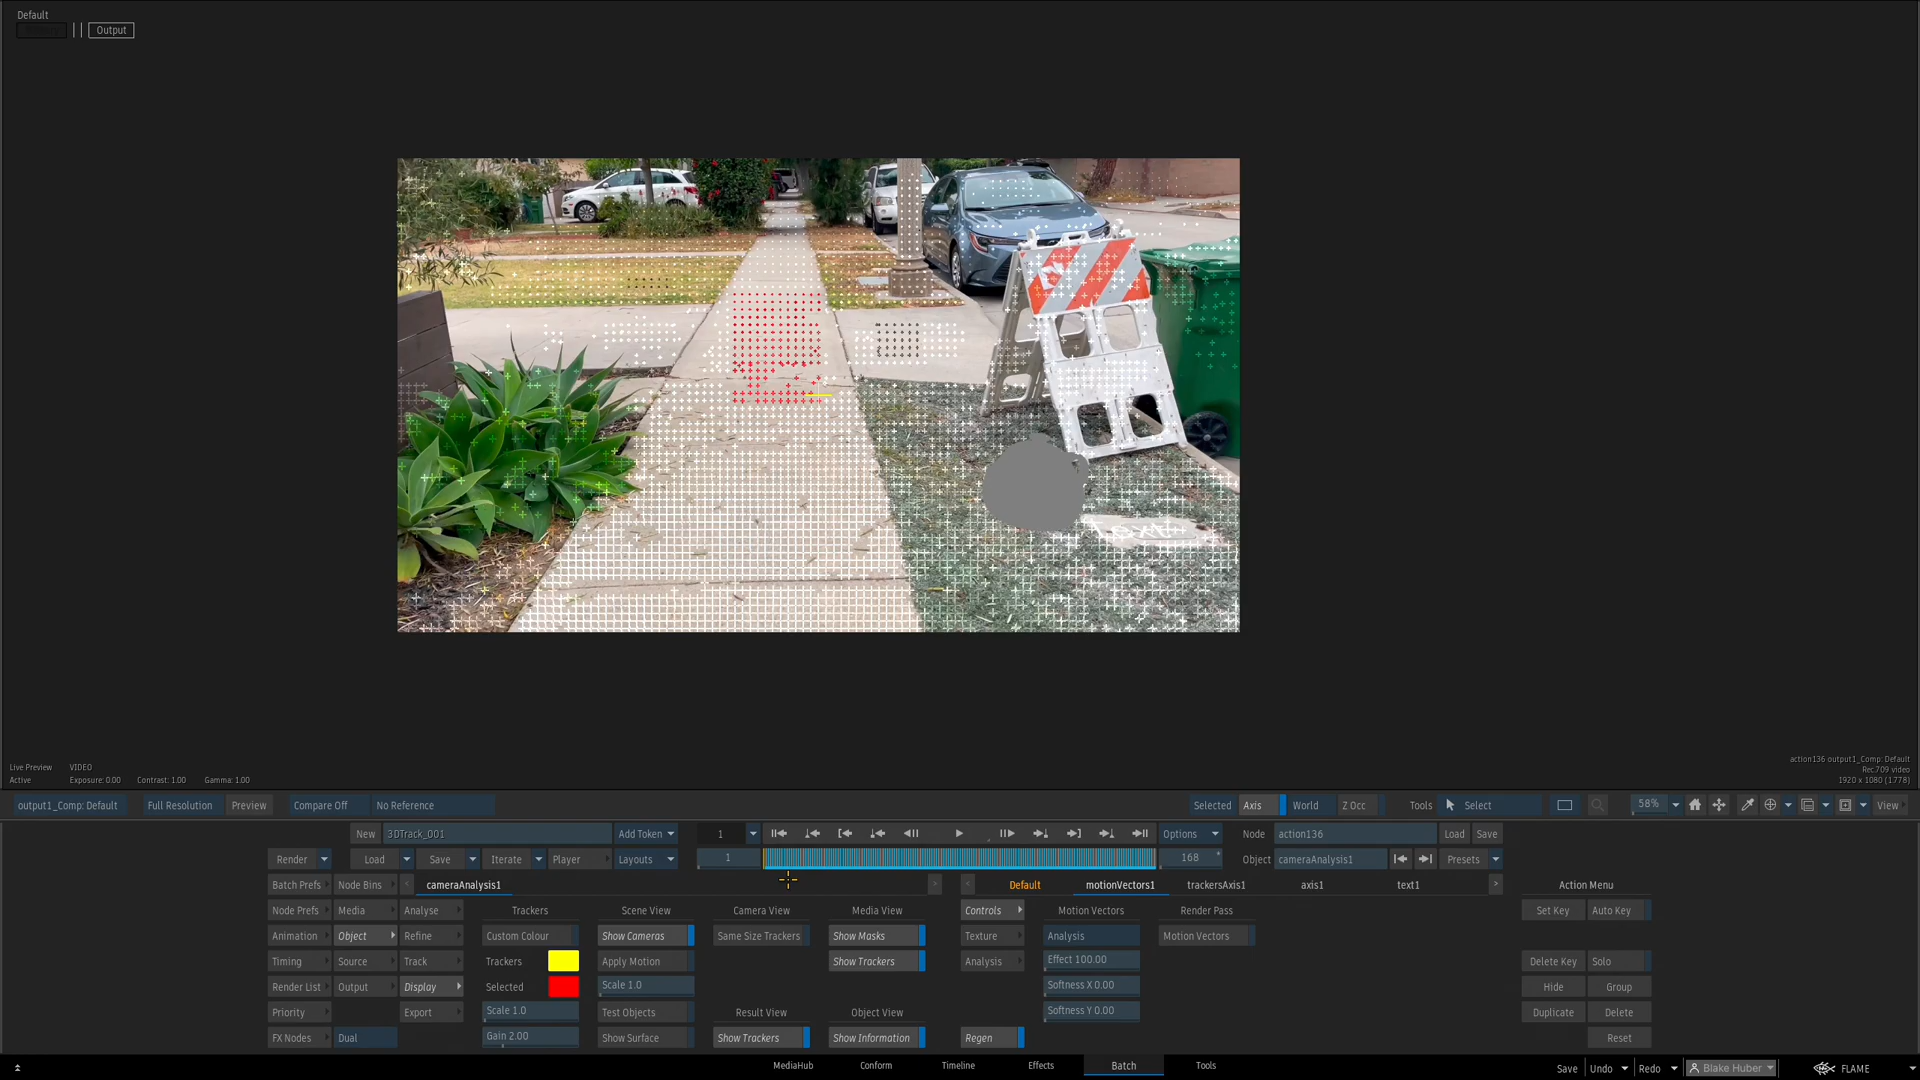 Default
Output
Live Preview VIDEO
Active Exposure: 0.00 Contrast: 1.00 Gamma: 1.00
action136 output1_Comp: Default
Rec.709 video
1920 x 1080 (1.778)
output1_Comp: Default Full Resolution Preview Compare Off No Reference Selected Axis World Z Occ Tools Select 58% View
New 3DTrack_001 Add Token 1 Options Node action136 Load Save
Render Load Save Iterate Player Layouts 1 168 Object cameraAnalysis1 Presets
Batch Prefs Node Bins cameraAnalysis1 Default motionVectors1 trackersAxis1 axis1 text1 Action Menu
Node Prefs Media Analyse Trackers Scene View Camera View Media View Controls Motion Vectors Render Pass Set Key Auto Key
Animation Object Refine Custom Colour Show Cameras Same Size Trackers Show Masks Texture Analysis Motion Vectors
Timing Source Track Trackers Apply Motion Show Trackers Analysis Effect 100.00 Delete Key Solo
Render List Output Display Selected Scale 1.0 Softness X 0.00 Hide Group
Priority Export Scale 1.0 Test Objects Result View Object View Softness Y 0.00 Duplicate Delete
FX Nodes Dual Gain 2.00 Show Surface Show Trackers Show Information Regen Reset
MediaHub Conform Timeline Effects Batch Tools Save Undo Redo Blake Huber FLAME